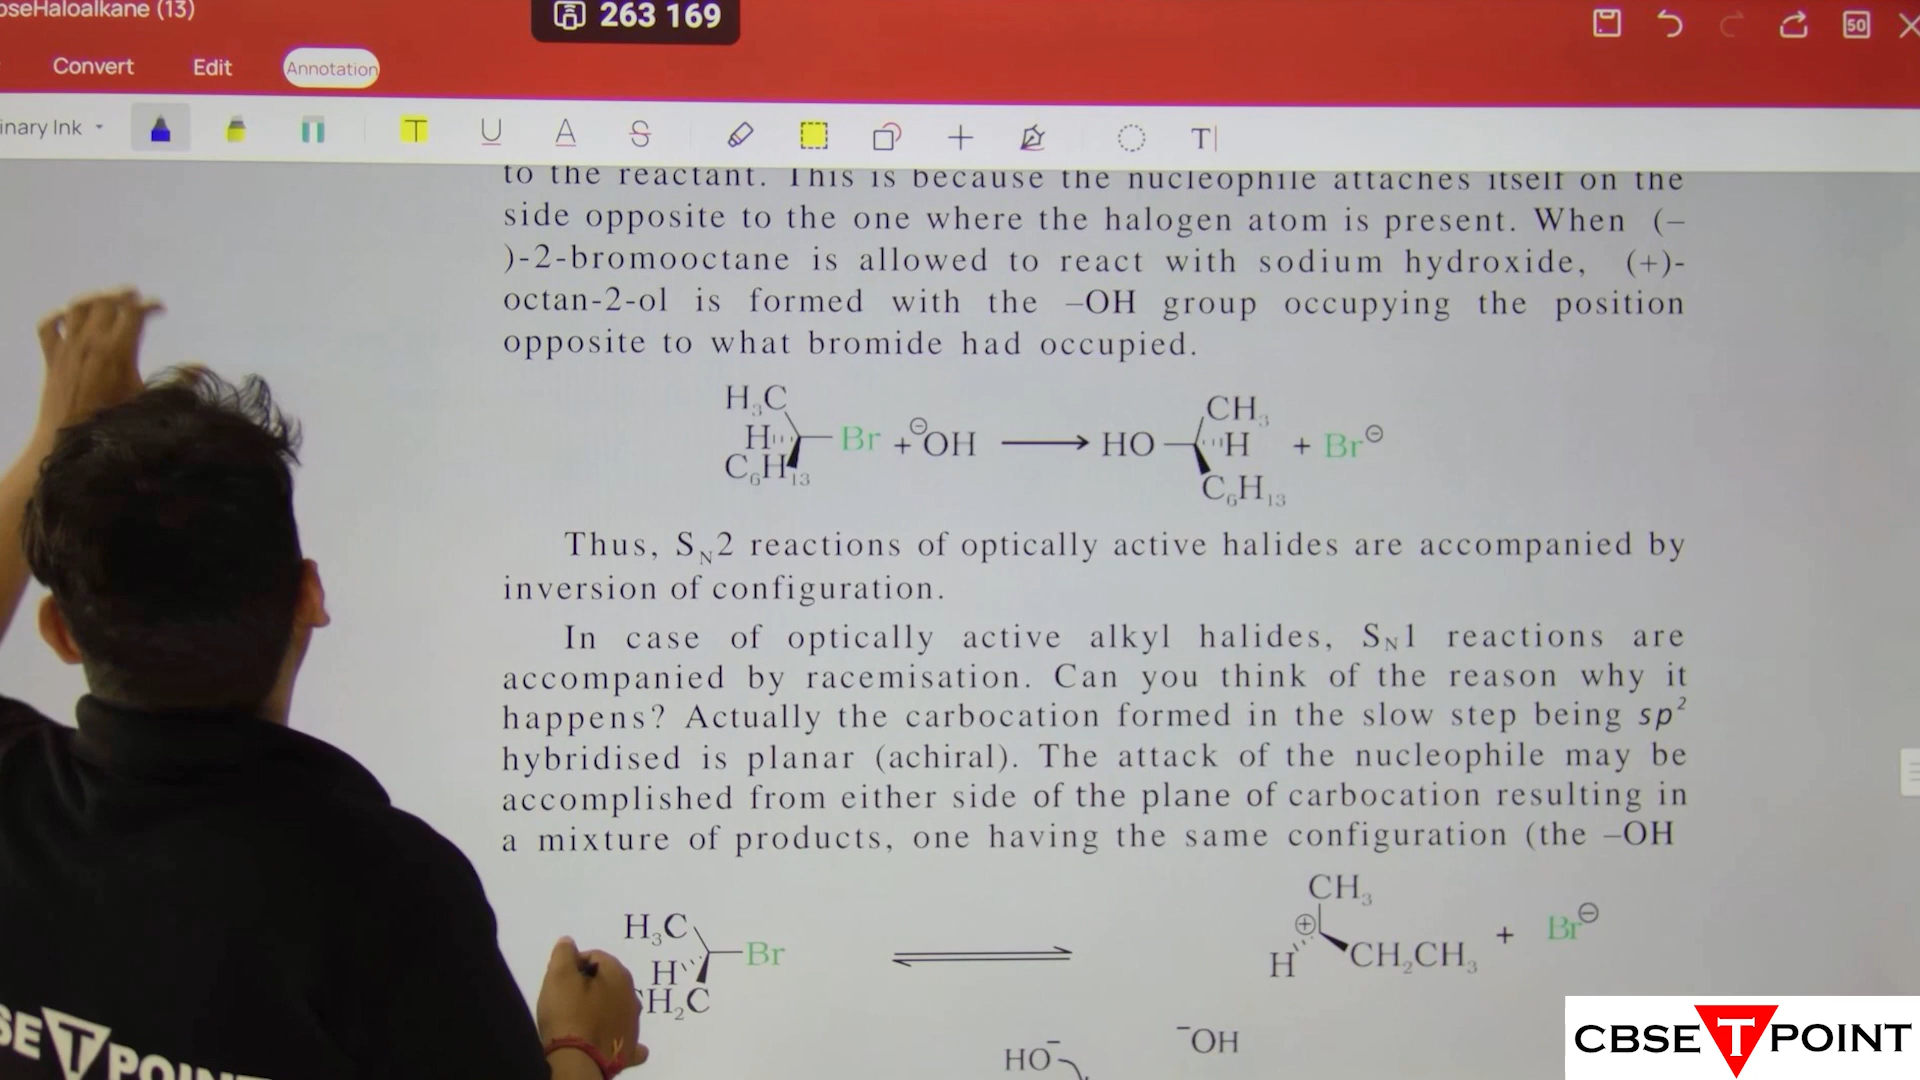 oseHaloalkane (13)
263 169
50
Convert Edit Annotation
inary Ink
T U A S T
to the reactant. This is because the nucleophile attaches itself on the
side opposite to the one where the halogen atom is present. When (–
)-2-bromooctane is allowed to react with sodium hydroxide, (+)-
octan-2-ol is formed with the –OH group occupying the position
opposite to what bromide had occupied.
H₃C CH₃
H Br + ⊖OH ⟶ HO H + Br⊖
C₆H₁₃ C₆H₁₃
Thus, S_N2 reactions of optically active halides are accompanied by
inversion of configuration.
In case of optically active alkyl halides, S_N1 reactions are
accompanied by racemisation. Can you think of the reason why it
happens? Actually the carbocation formed in the slow step being sp²
hybridised is planar (achiral). The attack of the nucleophile may be
accomplished from either side of the plane of carbocation resulting in
a mixture of products, one having the same configuration (the –OH
CH₃
H₃C ⊕ + Br⊖
H Br ⇌ H CH₂CH₃
H₂C
HO⁻ ⁻OH
SE T POINT
CBSE T POINT